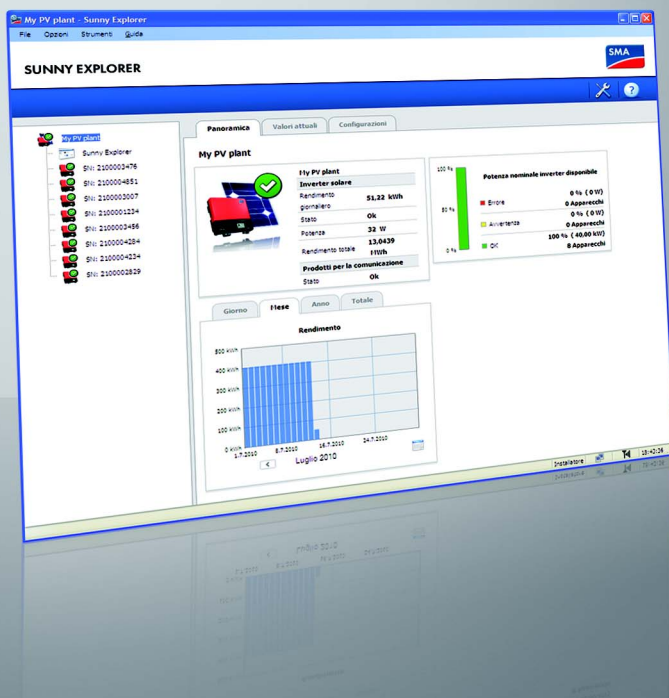 My PV plant - Sunny Explorer
File Opzioni Strumenti Guida
SMA
SUNNY EXPLORER
?
My PV plant
Sunny Explorer
SN: 2100003476
SN: 2100004851
SN: 2100003007
SN: 2100001234
SN: 2100003456
SN: 2100004284
SN: 2100004234
SN: 2100002829
Panoramica Valori attuali Configurazioni
My PV plant
My PV plant
Inverter solare
Rendimento giornaliero 51,22 kWh
Stato Ok
Potenza 32 W
Rendimento totale 13,0439 MWh
Prodotti per la comunicazione
Stato Ok
100 %
50 %
0 %
Potenza nominale inverter disponibile
0 % ( 0 W)
Errore 0 Apparecchi
0 % ( 0 W)
Avvertenza 0 Apparecchi
100 % ( 40,00 kW)
OK 8 Apparecchi
Giorno Mese Anno Totale
Rendimento
500 kWh
400 kWh
300 kWh
200 kWh
100 kWh
0 kWh
1.7.2010 8.7.2010 16.7.2010 24.7.2010
< Luglio 2010
Installatore 18:42:26